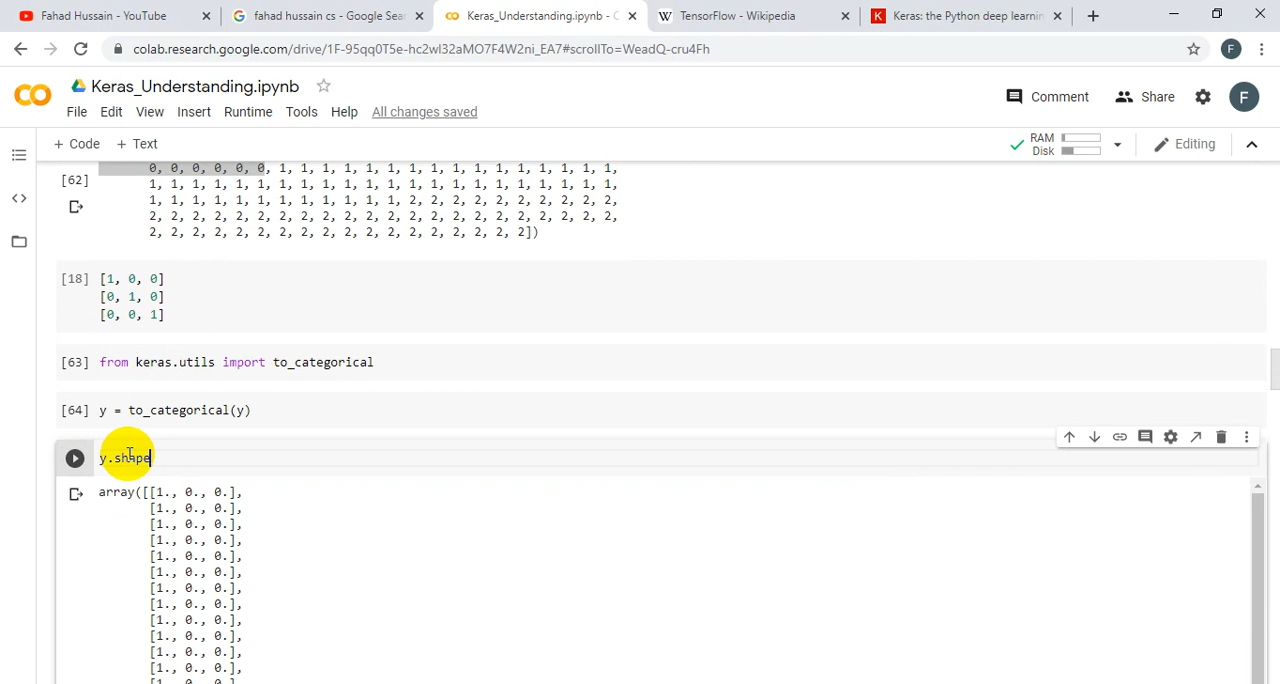 Fahad Hussain - YouTube
fahad hussain cs - Google Sear
Keras_Understanding.ipynb - C
TensorFlow - Wikipedia
Keras: the Python deep learnin
colab.research.google.com/drive/1F-95qq0T5e-hc2wl32aMO7F4W2ni_EA7#scrollTo=WeadQ-cru4Fh
F
Keras_Understanding.ipynb
File Edit View Insert Runtime Tools Help All changes saved
Comment Share F
+ Code + Text
RAM
Disk
Editing
0, 0, 0, 0, 0, 0, 1, 1, 1, 1, 1, 1, 1, 1, 1, 1, 1, 1, 1, 1, 1, 1,
[62] 1, 1, 1, 1, 1, 1, 1, 1, 1, 1, 1, 1, 1, 1, 1, 1, 1, 1, 1, 1, 1, 1,
1, 1, 1, 1, 1, 1, 1, 1, 1, 1, 1, 1, 2, 2, 2, 2, 2, 2, 2, 2, 2, 2,
2, 2, 2, 2, 2, 2, 2, 2, 2, 2, 2, 2, 2, 2, 2, 2, 2, 2, 2, 2, 2, 2,
2, 2, 2, 2, 2, 2, 2, 2, 2, 2, 2, 2, 2, 2, 2, 2, 2, 2])
[18] [1, 0, 0]
[0, 1, 0]
[0, 0, 1]
[63] from keras.utils import to_categorical
[64] y = to_categorical(y)
y.shape
array([[1., 0., 0.],
[1., 0., 0.],
[1., 0., 0.],
[1., 0., 0.],
[1., 0., 0.],
[1., 0., 0.],
[1., 0., 0.],
[1., 0., 0.],
[1., 0., 0.],
[1., 0., 0.],
[1., 0., 0.],
[1., 0., 0.],